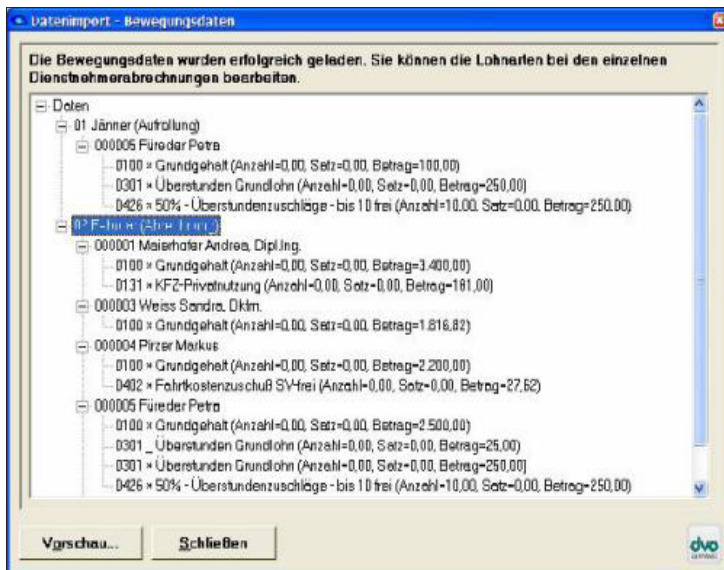 Datenimport - Bewegungsdaten
Die Bewegungsdaten wurden erfolgreich geladen. Sie können die Lohnarten bei den einzelnen
Dienstnehmerabrechnungen bearbeiten.
Daten
01 Jänner (Aufrollung)
000005 Füreder Petra
0100 × Grundgehalt (Anzahl=0,00, Satz=0,00, Betrag=100,00)
0301 × Überstunden Grundlohn (Anzahl=0,00, Satz=0,00, Betrag=250,00)
0426 × 50% - Überstundenzuschläge - bis 10 frei (Anzahl=10,00, Satz=0,00, Betrag=250,00)
02
000001 Maierhofer Andrea, Dipl.Ing.
0100 × Grundgehalt (Anzahl=0,00, Satz=0,00, Betrag=3.400,00)
0131 × KFZ-Privatnutzung (Anzahl=0,00, Satz=0,00, Betrag=181,00)
000003 Weiss Sandra, Dkfm.
0100 × Grundgehalt (Anzahl=0,00, Satz=0,00, Betrag=1.816,82)
000004 Pirzer Markus
0100 × Grundgehalt (Anzahl=0,00, Satz=0,00, Betrag=2.200,00)
0402 × Fahrtkostenzuschuß SV-frei (Anzahl=0,00, Satz=0,00, Betrag=27,62)
000005 Füreder Petra
0100 × Grundgehalt (Anzahl=0,00, Satz=0,00, Betrag=2.500,00)
0301 _ Überstunden Grundlohn (Anzahl=0,00, Satz=0,00, Betrag=25,00)
0301 × Überstunden Grundlohn (Anzahl=0,00, Satz=0,00, Betrag=250,00)
0426 × 50% - Überstundenzuschläge - bis 10 frei (Anzahl=10,00, Satz=0,00, Betrag=250,00)
Vorschau...
Schließen
dvo